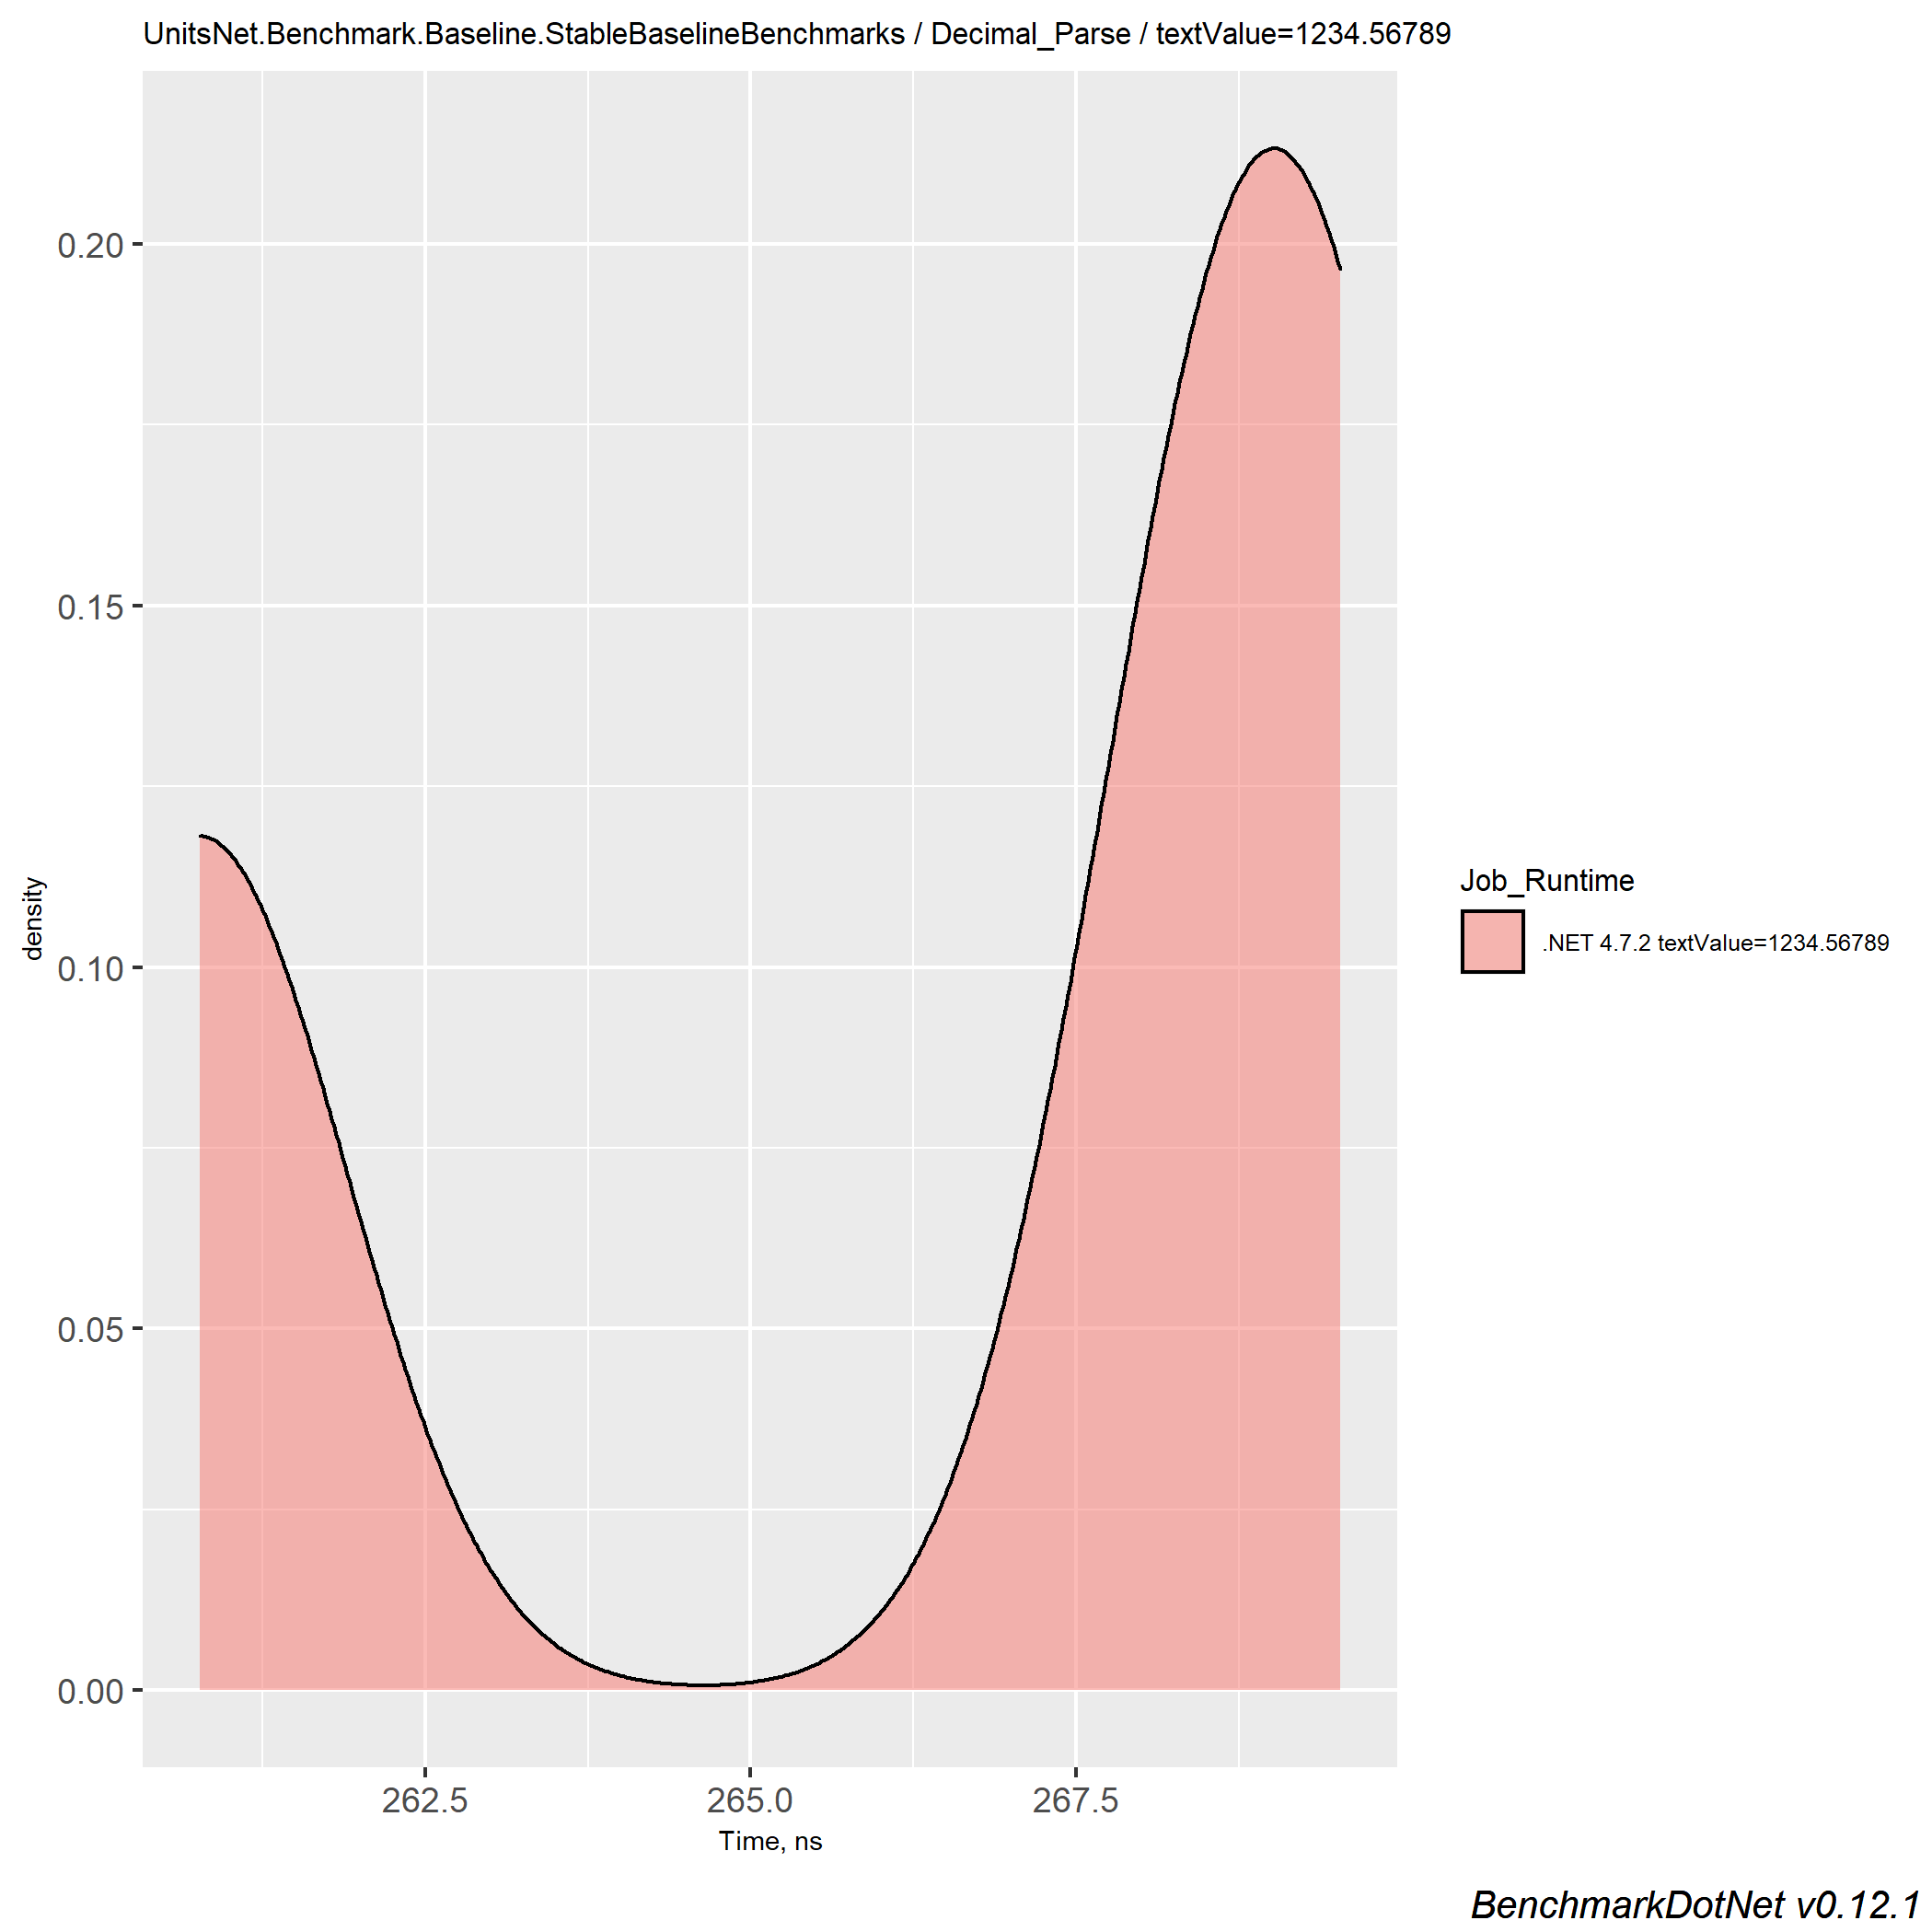 UnitsNet.Benchmark.Baseline.StableBaselineBenchmarks / Decimal_Parse / textValue=1234.56789
0.20
0.15
0.10
0.05
0.00
density
262.5 265.0 267.5
Time, ns
Job_Runtime
.NET 4.7.2 textValue=1234.56789
BenchmarkDotNet v0.12.1